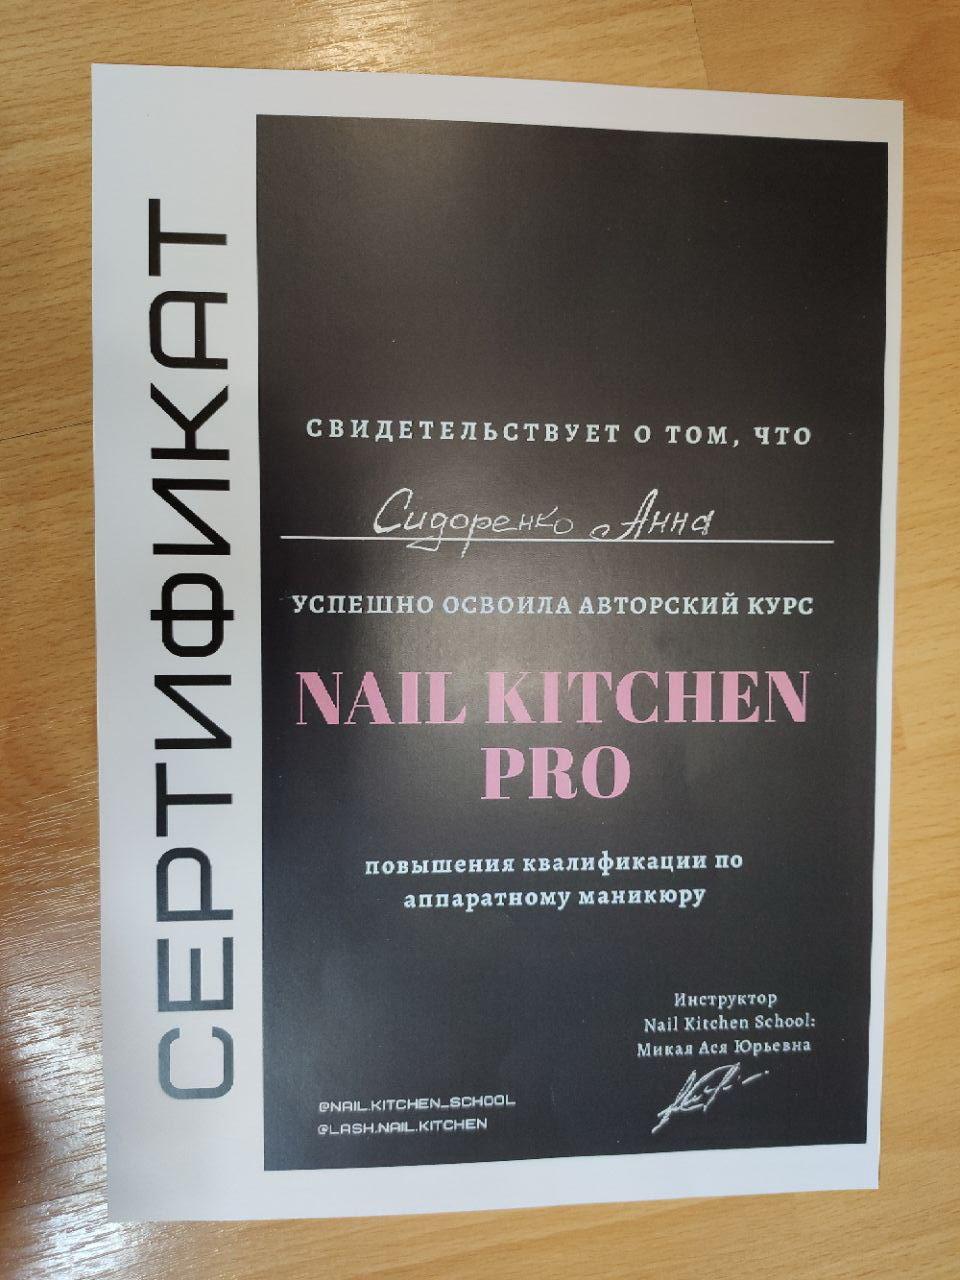 СЕРТИФИКАТ
СВИДЕТЕЛЬСТВУЕТ О ТОМ, ЧТО
Сидоренко Анна
УСПЕШНО ОСВОИЛА АВТОРСКИЙ КУРС
NAIL KITCHEN
PRO
повышения квалификации по
аппаратному маникюру
Инструктор
Nail Kitchen School:
Микая Ася Юрьевна
@NAIL.KITCHEN_SCHOOL
@LASH.NAIL.KITCHEN